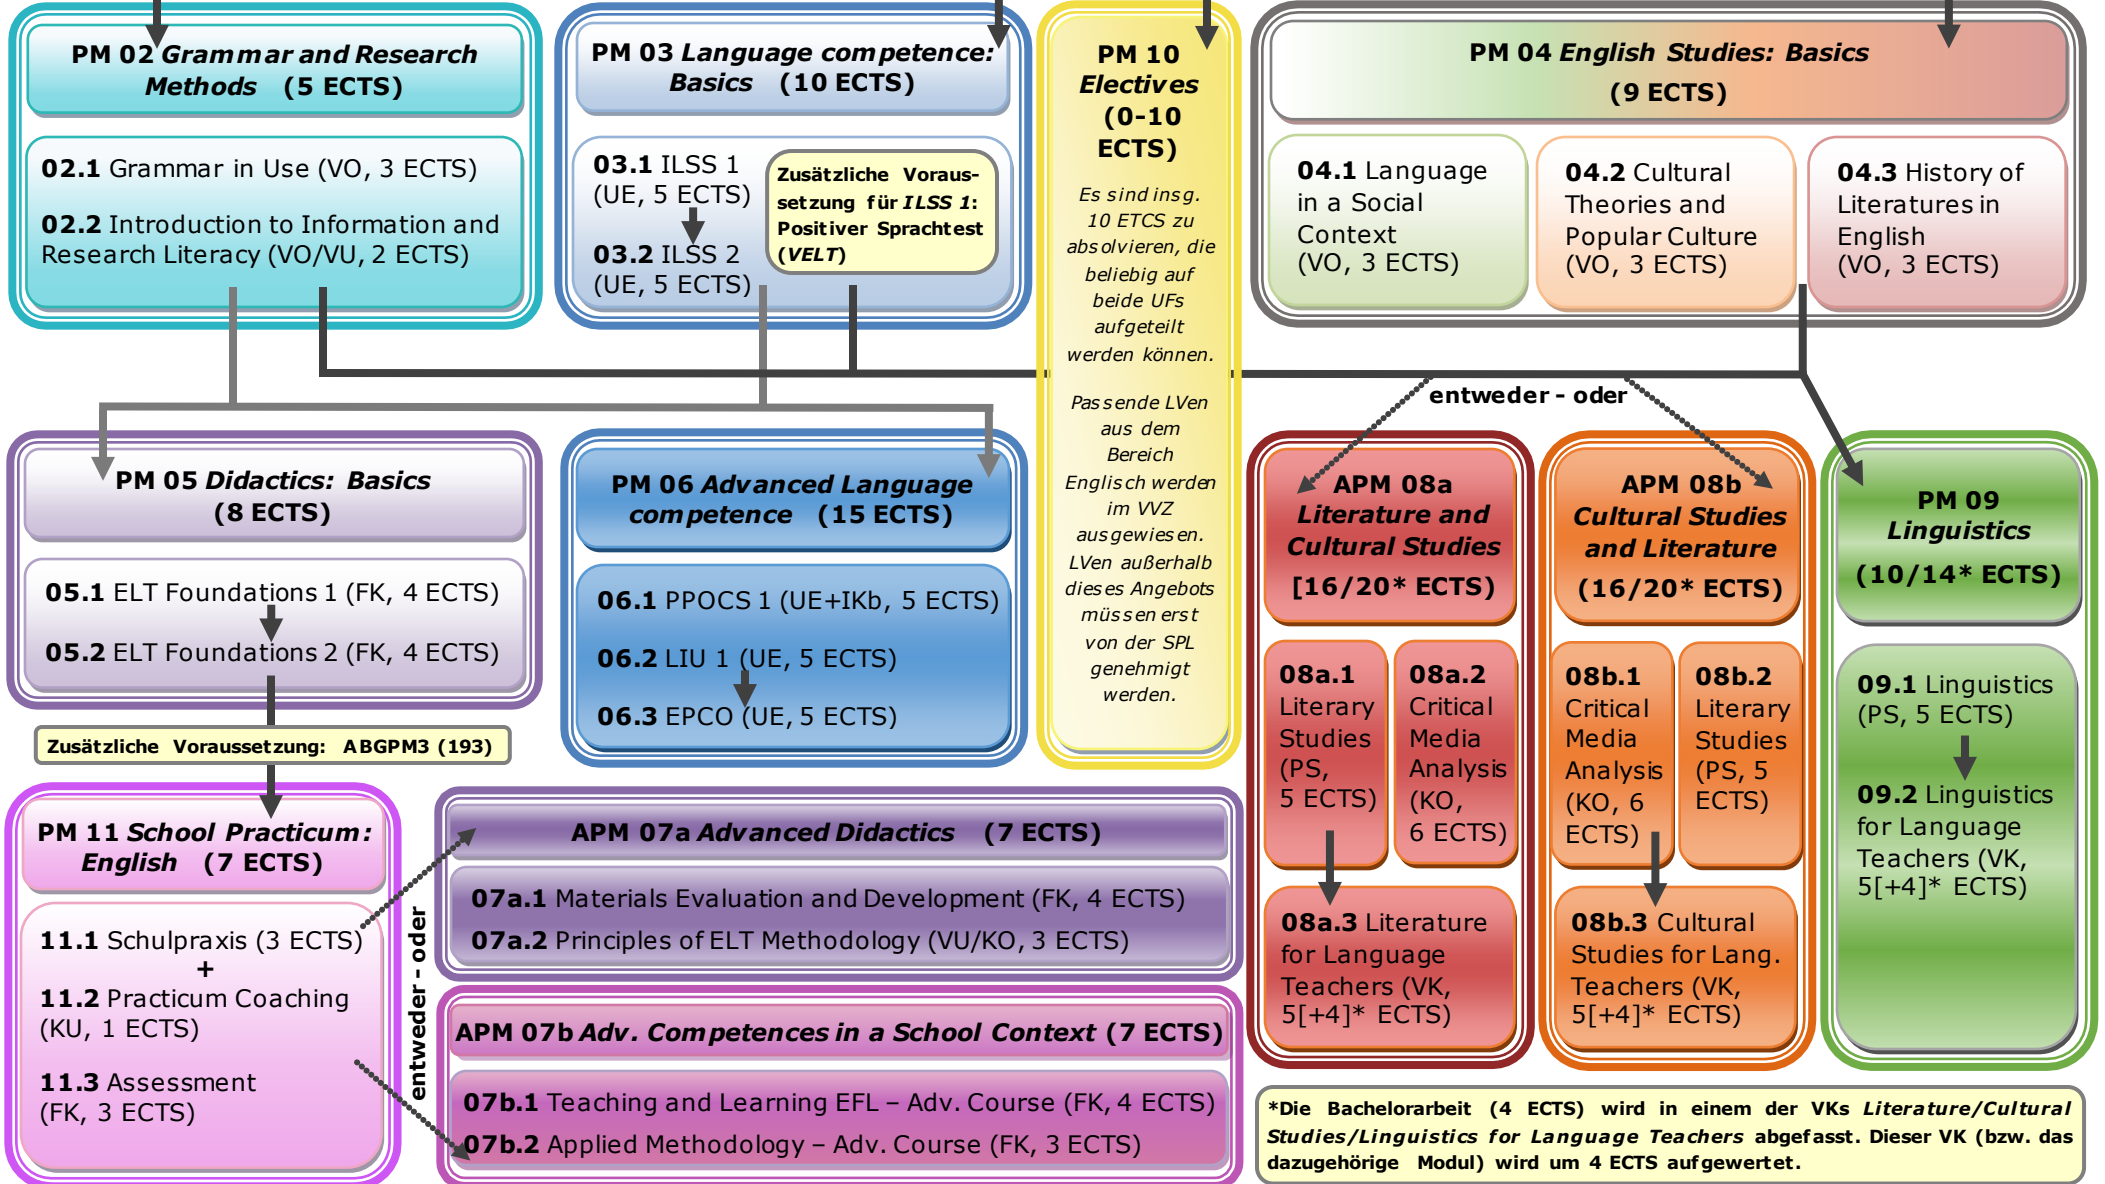 PM 02 Grammar and Research
Methods (5 ECTS)
02.1 Grammar in Use (VO, 3 ECTS)
02.2 Introduction to Information and
Research Literacy (VO/VU, 2 ECTS)
PM 03 Language competence:
Basics (10 ECTS)
03.1 ILSS 1
(UE, 5 ECTS)
03.2 ILSS 2
(UE, 5 ECTS)
Zusätzliche Voraus-
setzung für ILSS 1:
Positiver Sprachtest
(VELT)
PM 10
Electives
(0-10
ECTS)
Es sind insg.
10 ETCS zu
absolvieren, die
beliebig auf
beide UFs
aufgeteilt
werden können.
Passende LVen
aus dem
Bereich
Englisch werden
im VVZ
ausgewiesen.
LVen außerhalb
dieses Angebots
müssen erst
von der SPL
genehmigt
werden.
PM 04 English Studies: Basics
(9 ECTS)
04.1 Language
in a Social
Context
(VO, 3 ECTS)
04.2 Cultural
Theories and
Popular Culture
(VO, 3 ECTS)
04.3 History of
Literatures in
English
(VO, 3 ECTS)
entweder - oder
PM 05 Didactics: Basics
(8 ECTS)
05.1 ELT Foundations 1 (FK, 4 ECTS)
05.2 ELT Foundations 2 (FK, 4 ECTS)
Zusätzliche Voraussetzung: ABGPM3 (193)
PM 06 Advanced Language
competence (15 ECTS)
06.1 PPOCS 1 (UE+IKb, 5 ECTS)
06.2 LIU 1 (UE, 5 ECTS)
06.3 EPCO (UE, 5 ECTS)
APM 08a
Literature and
Cultural Studies
[16/20* ECTS)
08a.1
Literary
Studies
(PS,
5 ECTS)
08a.2
Critical
Media
Analysis
(KO,
6 ECTS)
08a.3 Literature
for Language
Teachers (VK,
5[+4]* ECTS)
APM 08b
Cultural Studies
and Literature
(16/20* ECTS)
08b.1
Critical
Media
Analysis
(KO, 6
ECTS)
08b.2
Literary
Studies
(PS, 5
ECTS)
08b.3 Cultural
Studies for Lang.
Teachers (VK,
5[+4]* ECTS)
PM 09
Linguistics
(10/14* ECTS)
09.1 Linguistics
(PS, 5 ECTS)
09.2 Linguistics
for Language
Teachers (VK,
5[+4]* ECTS)
PM 11 School Practicum:
English (7 ECTS)
11.1 Schulpraxis (3 ECTS)
+
11.2 Practicum Coaching
(KU, 1 ECTS)
11.3 Assessment
(FK, 3 ECTS)
entweder - oder
APM 07a Advanced Didactics (7 ECTS)
07a.1 Materials Evaluation and Development (FK, 4 ECTS)
07a.2 Principles of ELT Methodology (VU/KO, 3 ECTS)
APM 07b Adv. Competences in a School Context (7 ECTS)
07b.1 Teaching and Learning EFL – Adv. Course (FK, 4 ECTS)
07b.2 Applied Methodology – Adv. Course (FK, 3 ECTS)
*Die Bachelorarbeit (4 ECTS) wird in einem der VKs Literature/Cultural
Studies/Linguistics for Language Teachers abgefasst. Dieser VK (bzw. das
dazugehörige Modul) wird um 4 ECTS aufgewertet.